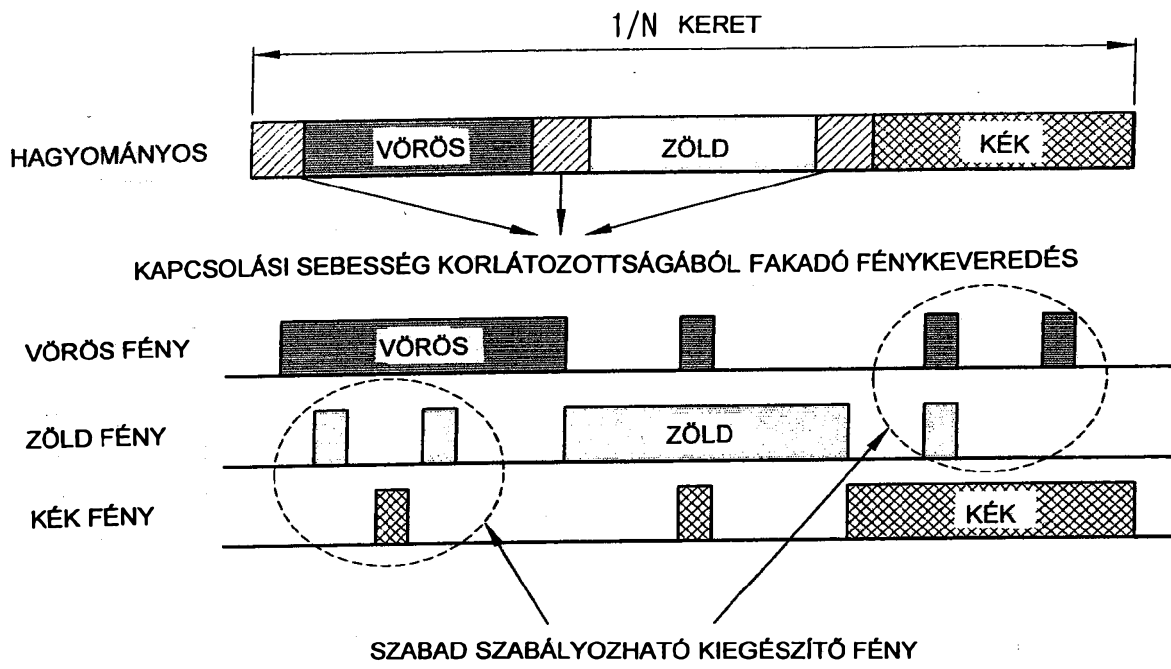 1/N KERET
HAGYOMÁNYOS
VÖRÖS
ZÖLD
KÉK
KAPCSOLÁSI SEBESSÉG KORLÁTOZOTTSÁGÁBÓL FAKADÓ FÉNYKEVEREDÉS
VÖRÖS FÉNY
VÖRÖS
ZÖLD FÉNY
ZÖLD
KÉK FÉNY
KÉK
SZABAD SZABÁLYOZHATÓ KIEGÉSZÍTŐ FÉNY